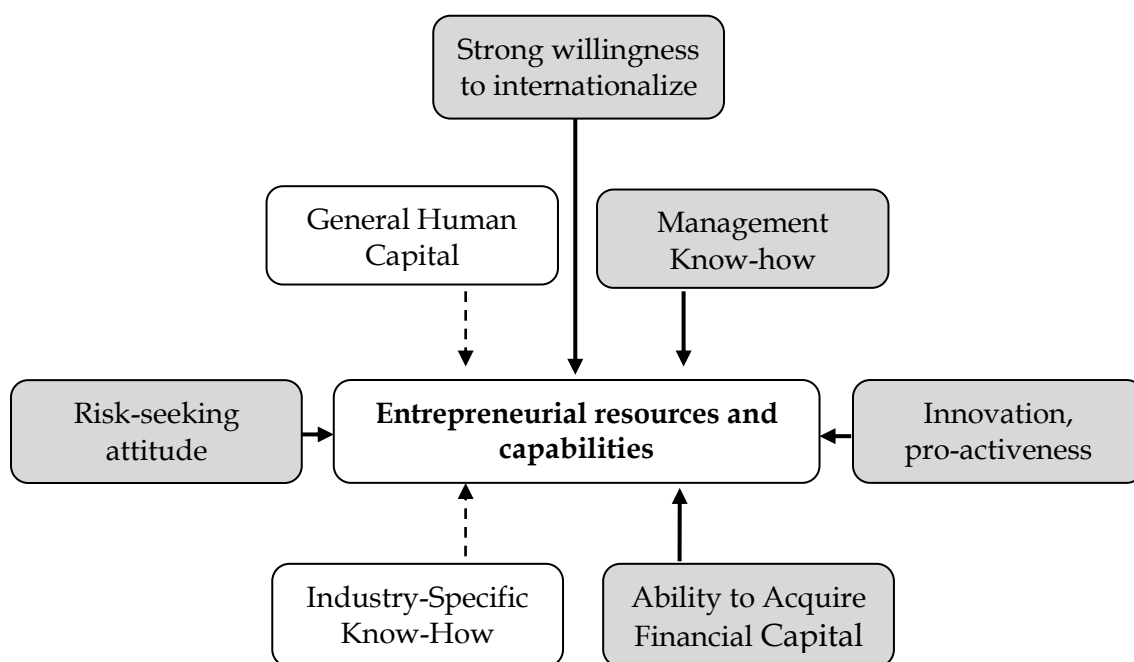 Strong willingness
to internationalize
General Human
Capital
Management
Know-how
Risk-seeking
attitude
Entrepreneurial resources and
capabilities
Innovation,
pro-activeness
Industry-Specific
Know-How
Ability to Acquire
Financial Capital